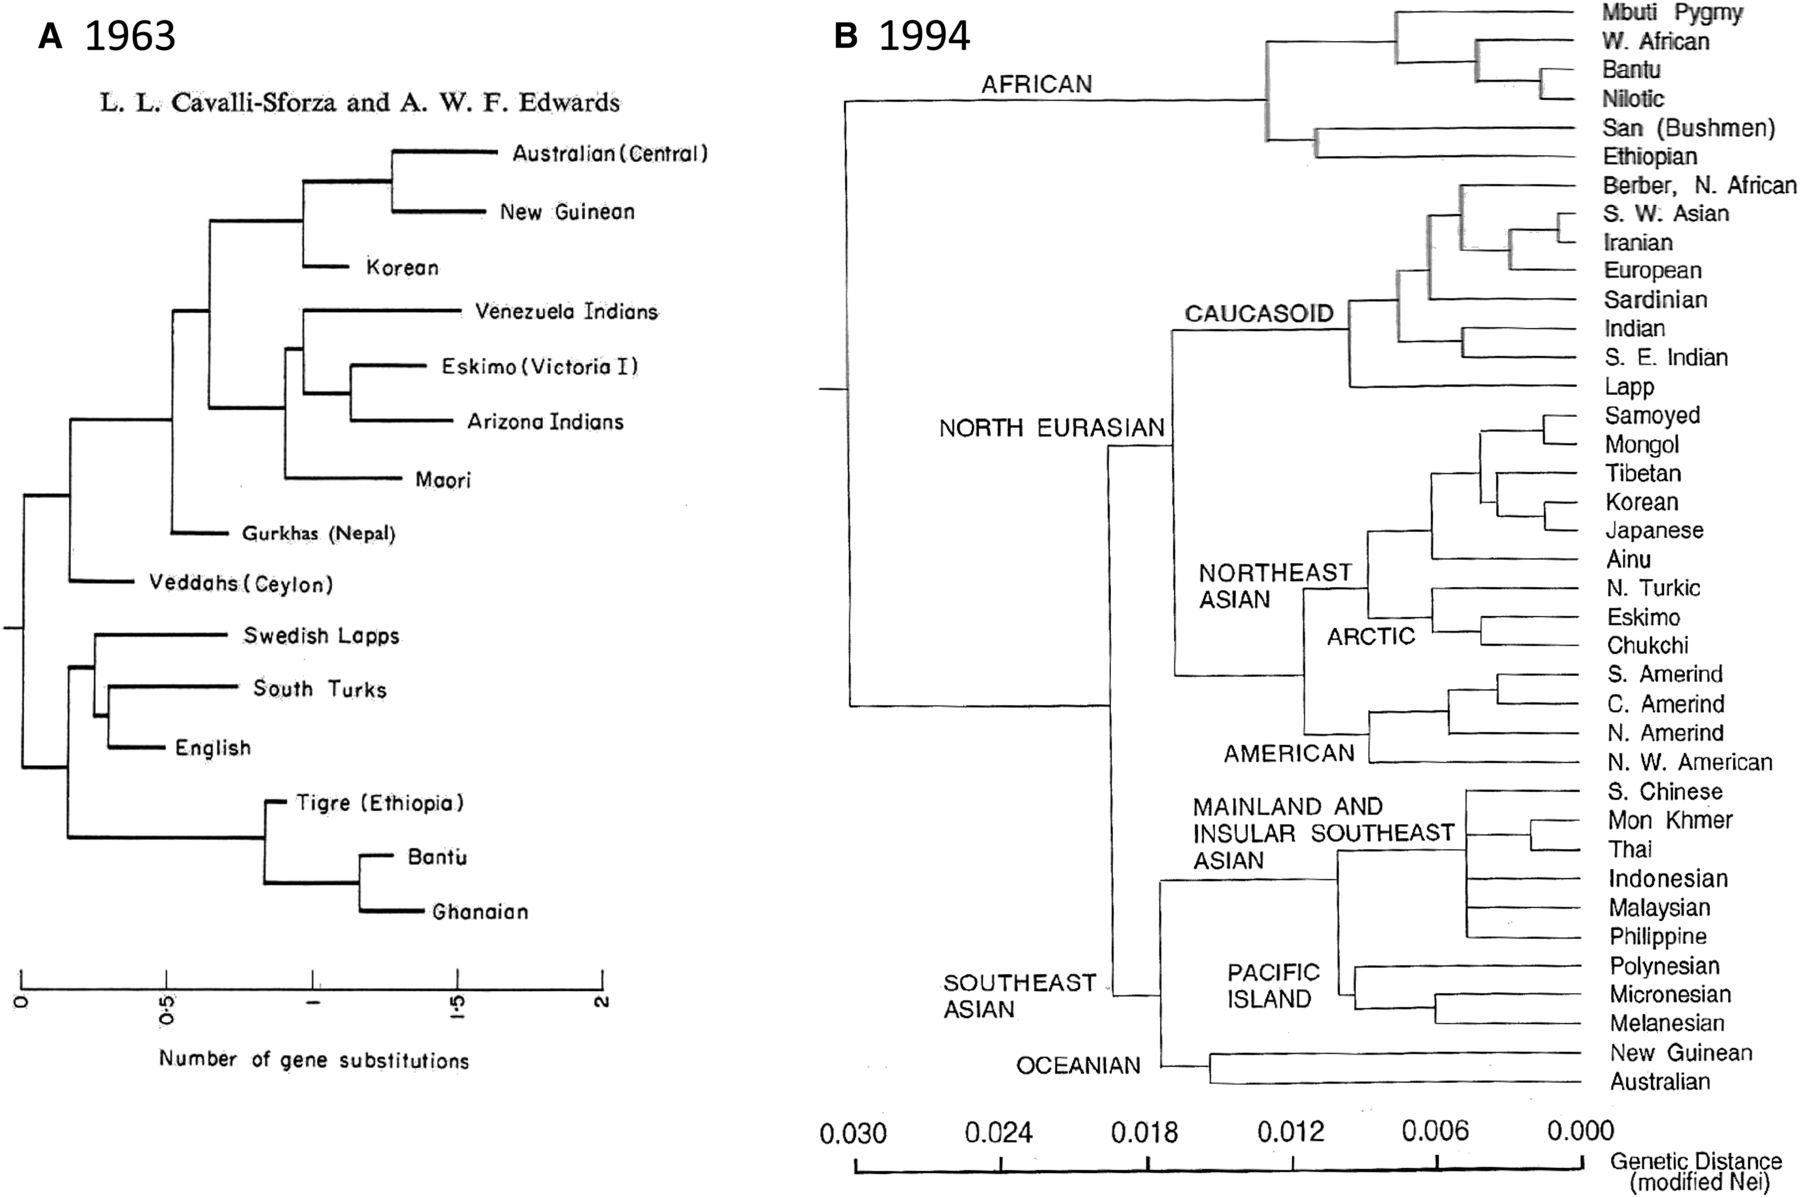 A 1963
L. L. Cavalli-Sforza and A. W. F. Edwards
Australian (Central)
New Guinean
Korean
Venezuela Indians
Eskimo (Victoria I)
Arizona Indians
Maori
Gurkhas (Nepal)
Veddahs (Ceylon)
Swedish Lapps
South Turks
English
Tigre (Ethiopia)
Bantu
Ghanaian
0 0·5 1 1·5 2
Number of gene substitutions
B 1994
AFRICAN
CAUCASOID
NORTH EURASIAN
NORTHEAST
ASIAN
ARCTIC
AMERICAN
MAINLAND AND
INSULAR SOUTHEAST
ASIAN
SOUTHEAST
ASIAN
PACIFIC
ISLAND
OCEANIAN
Mbuti Pygmy
W. African
Bantu
Nilotic
San (Bushmen)
Ethiopian
Berber, N. African
S. W. Asian
Iranian
European
Sardinian
Indian
S. E. Indian
Lapp
Samoyed
Mongol
Tibetan
Korean
Japanese
Ainu
N. Turkic
Eskimo
Chukchi
S. Amerind
C. Amerind
N. Amerind
N. W. American
S. Chinese
Mon Khmer
Thai
Indonesian
Malaysian
Philippine
Polynesian
Micronesian
Melanesian
New Guinean
Australian
0.030 0.024 0.018 0.012 0.006 0.000
Genetic Distance
(modified Nei)